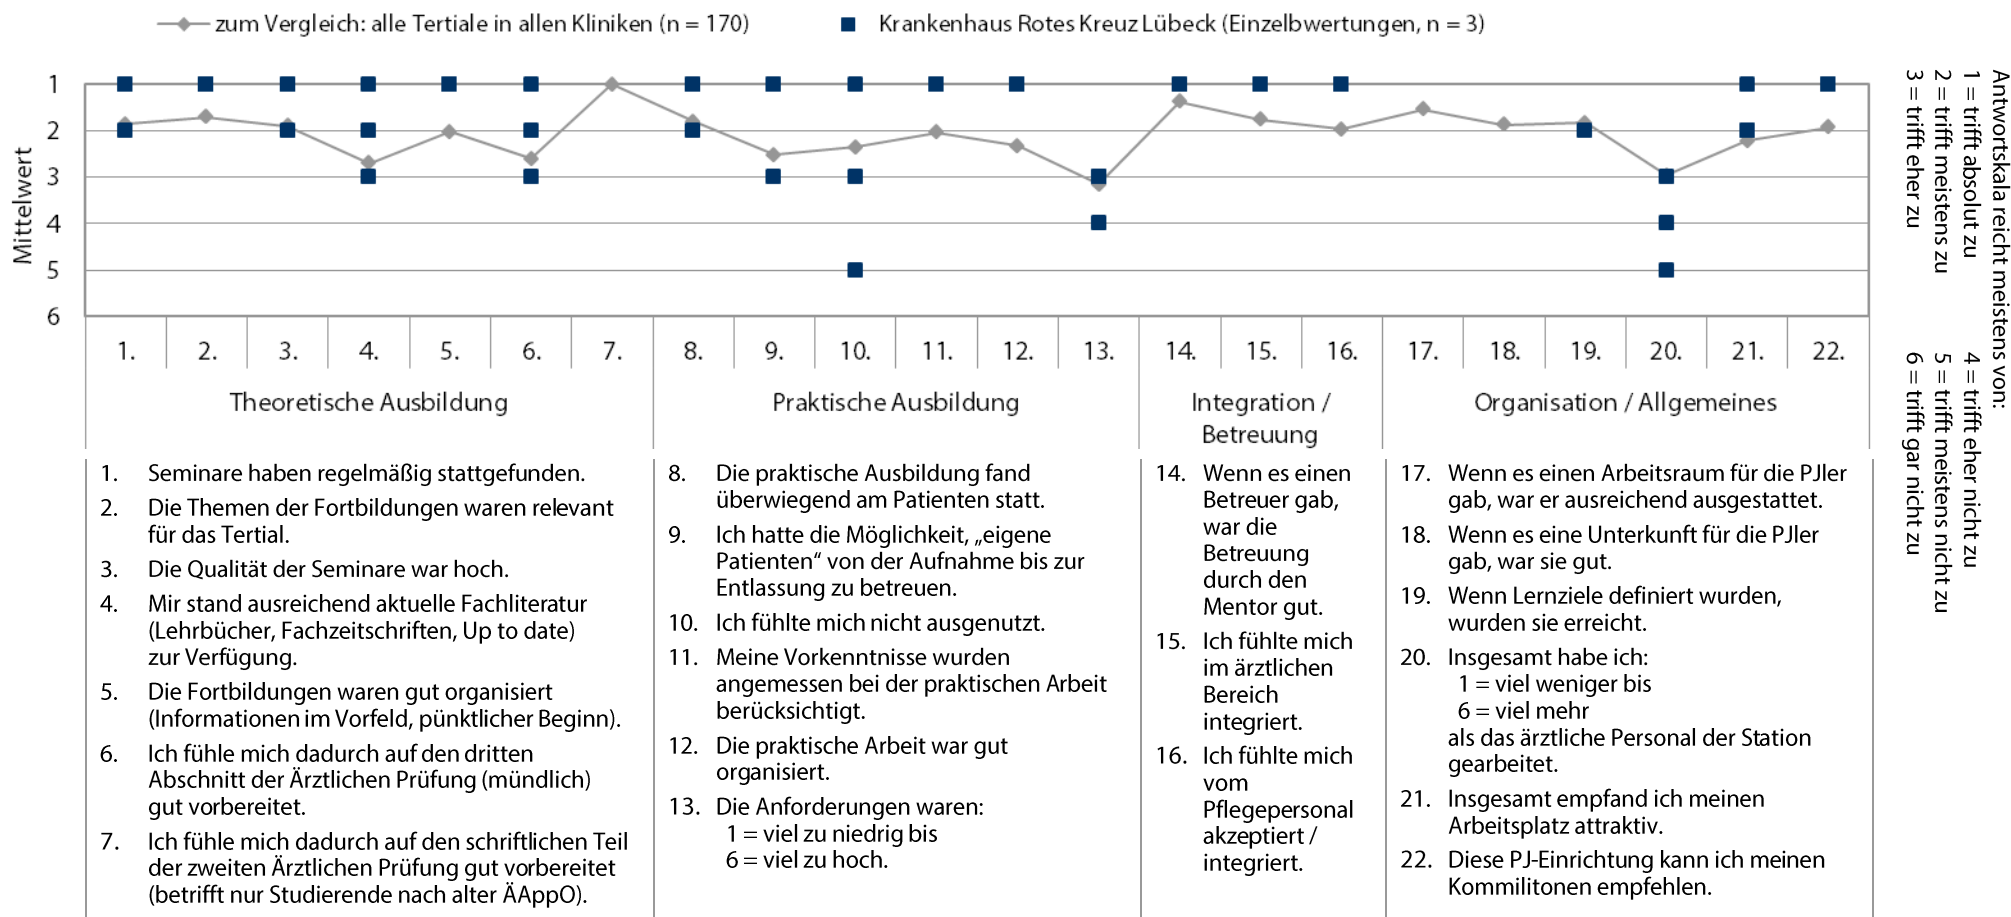 zum Vergleich: alle Tertiale in allen Kliniken (n = 170)
Krankenhaus Rotes Kreuz Lübeck (Einzelbwertungen, n = 3)
Mittelwert
1
2
3
4
5
6
1. 2. 3. 4. 5. 6. 7. 8. 9. 10. 11. 12. 13. 14. 15. 16. 17. 18. 19. 20. 21. 22.
Theoretische Ausbildung
Praktische Ausbildung
Integration /
Betreuung
Organisation / Allgemeines
1. Seminare haben regelmäßig stattgefunden.
2. Die Themen der Fortbildungen waren relevant
für das Tertial.
3. Die Qualität der Seminare war hoch.
4. Mir stand ausreichend aktuelle Fachliteratur
(Lehrbücher, Fachzeitschriften, Up to date)
zur Verfügung.
5. Die Fortbildungen waren gut organisiert
(Informationen im Vorfeld, pünktlicher Beginn).
6. Ich fühle mich dadurch auf den dritten
Abschnitt der Ärztlichen Prüfung (mündlich)
gut vorbereitet.
7. Ich fühle mich dadurch auf den schriftlichen Teil
der zweiten Ärztlichen Prüfung gut vorbereitet
(betrifft nur Studierende nach alter ÄAppO).
8. Die praktische Ausbildung fand
überwiegend am Patienten statt.
9. Ich hatte die Möglichkeit, „eigene
Patienten“ von der Aufnahme bis zur
Entlassung zu betreuen.
10. Ich fühlte mich nicht ausgenutzt.
11. Meine Vorkenntnisse wurden
angemessen bei der praktischen Arbeit
berücksichtigt.
12. Die praktische Arbeit war gut
organisiert.
13. Die Anforderungen waren:
1 = viel zu niedrig bis
6 = viel zu hoch.
14. Wenn es einen
Betreuer gab,
war die
Betreuung
durch den
Mentor gut.
15. Ich fühlte mich
im ärztlichen
Bereich
integriert.
16. Ich fühlte mich
vom
Pflegepersonal
akzeptiert /
integriert.
17. Wenn es einen Arbeitsraum für die PJler
gab, war er ausreichend ausgestattet.
18. Wenn es eine Unterkunft für die PJler
gab, war sie gut.
19. Wenn Lernziele definiert wurden,
wurden sie erreicht.
20. Insgesamt habe ich:
1 = viel weniger bis
6 = viel mehr
als das ärztliche Personal der Station
gearbeitet.
21. Insgesamt empfand ich meinen
Arbeitsplatz attraktiv.
22. Diese PJ-Einrichtung kann ich meinen
Kommilitonen empfehlen.
Antwortskala reicht meistens von:
1 = trifft absolut zu
2 = trifft meistens zu
3 = trifft eher zu
4 = trifft eher nicht zu
5 = trifft meistens nicht zu
6 = trifft gar nicht zu